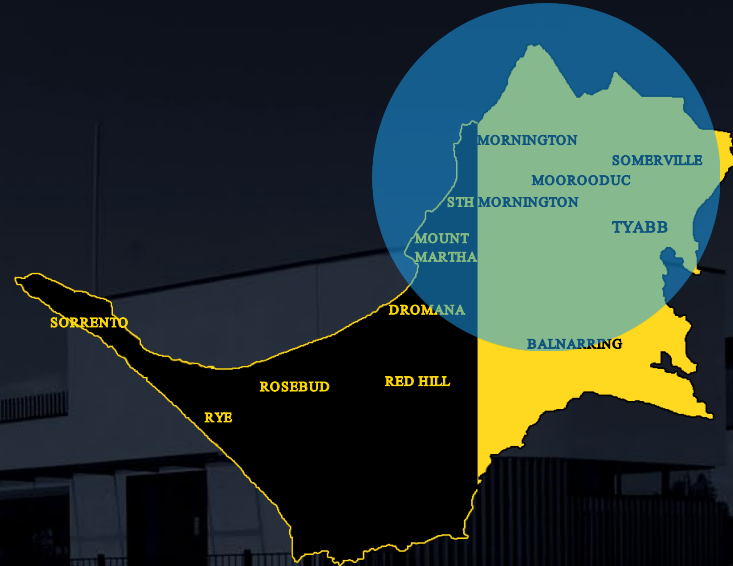 MORNINGTON
SOMERVILLE
MOOROODUC
STH MORNINGTON
TYABB
MOUNT
MARTHA
DROMANA
SORRENTO
BALNARRING
ROSEBUD
RED HILL
RYE